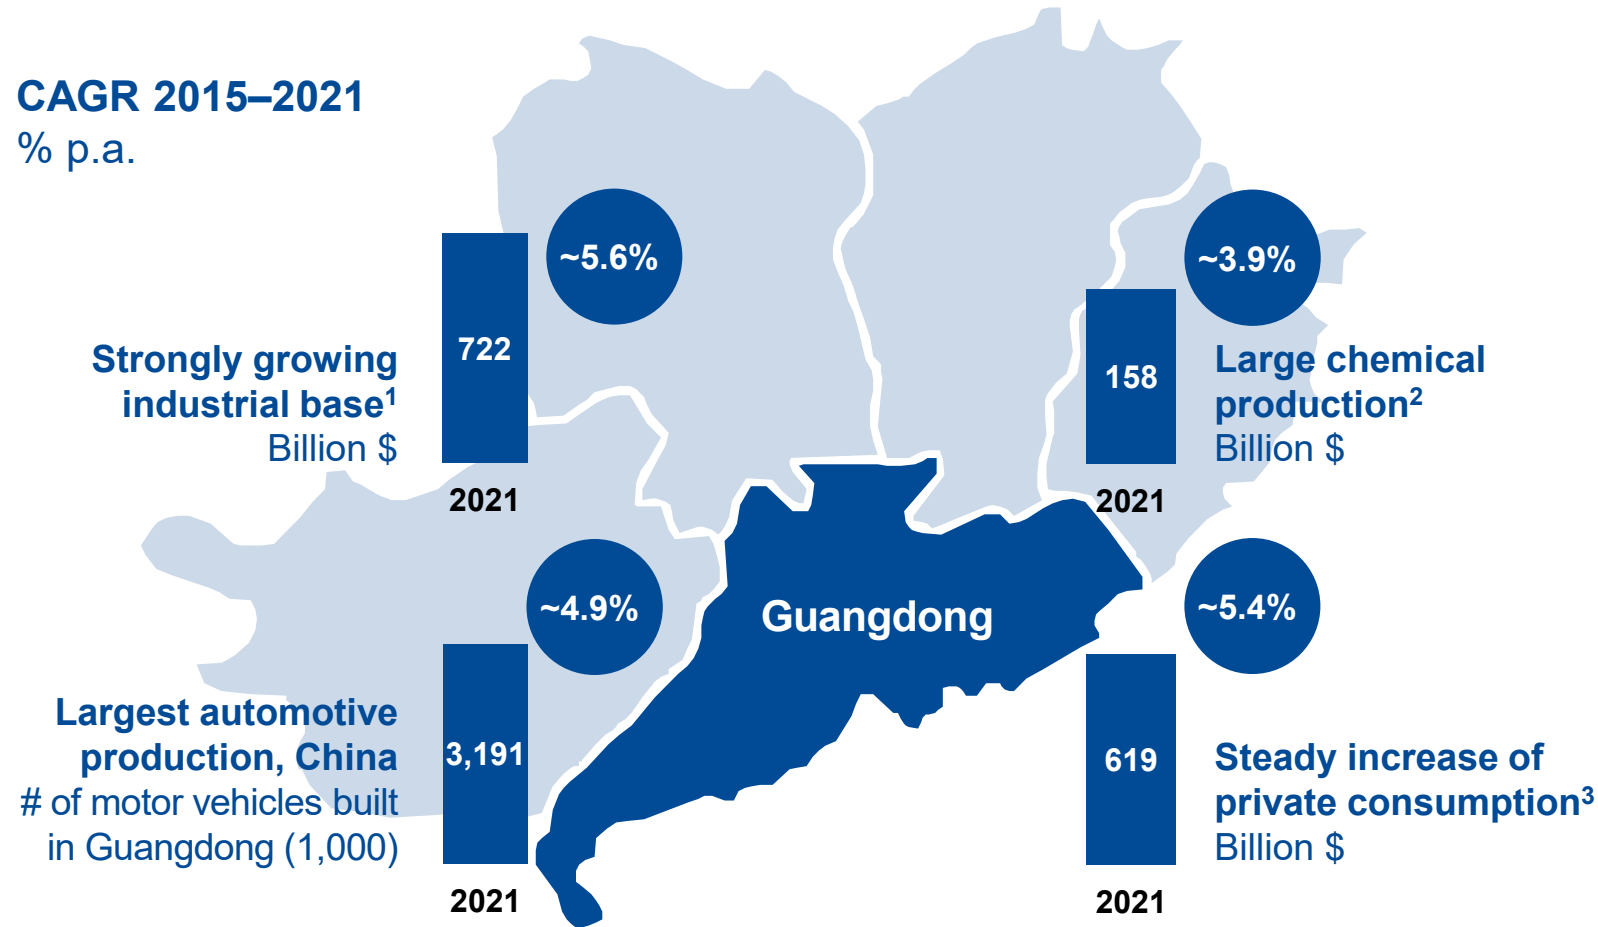 CAGR 2015–2021
% p.a.
~5.6%
722
Strongly growing
industrial base¹
Billion $
2021
~3.9%
158
Large chemical
production²
Billion $
2021
Guangdong
~4.9%
3,191
Largest automotive
production, China
# of motor vehicles built
in Guangdong (1,000)
2021
~5.4%
619
Steady increase of
private consumption³
Billion $
2021